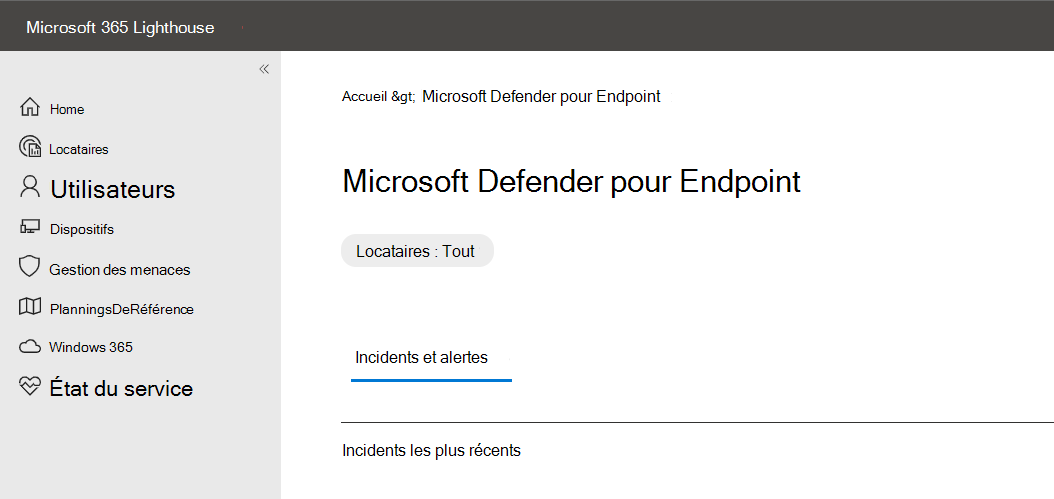 Microsoft 365 Lighthouse
Home
Locataires
Utilisateurs
Dispositifs
Gestion des menaces
PlanningsDeRéférence
Windows 365
État du service
Accueil &gt; Microsoft Defender pour Endpoint
Microsoft Defender pour Endpoint
Locataires : Tout
Incidents et alertes
Incidents les plus récents